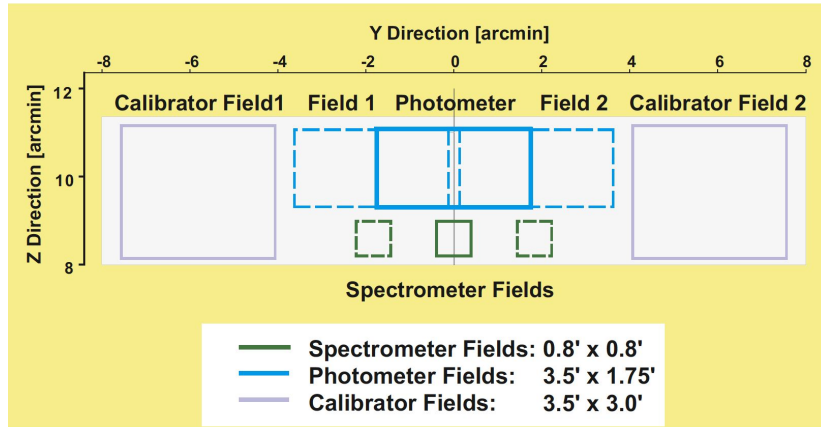 Y Direction [arcmin]
-8 -6 -4 -2 0 2 4 6 8
12
Calibrator Field1 Field 1 Photometer Field 2 Calibrator Field 2
Z Direction [arcmin]
10
8
Spectrometer Fields
Spectrometer Fields: 0.8' x 0.8'
Photometer Fields: 3.5' x 1.75'
Calibrator Fields: 3.5' x 3.0'